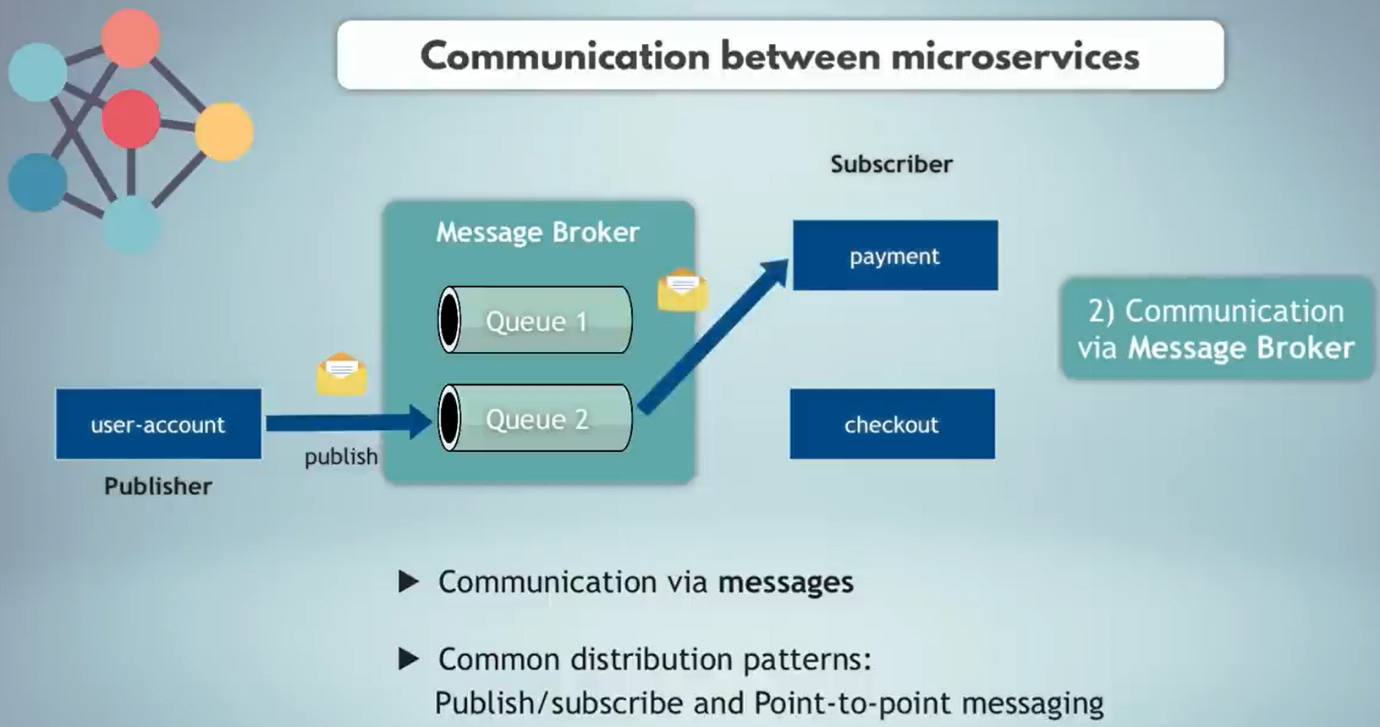 Communication between microservices
Subscriber
Message Broker
payment
Queue 1
2) Communication
via Message Broker
Queue 2
user-account
checkout
publish
Publisher
▶ Communication via messages
▶ Common distribution patterns:
Publish/subscribe and Point-to-point messaging